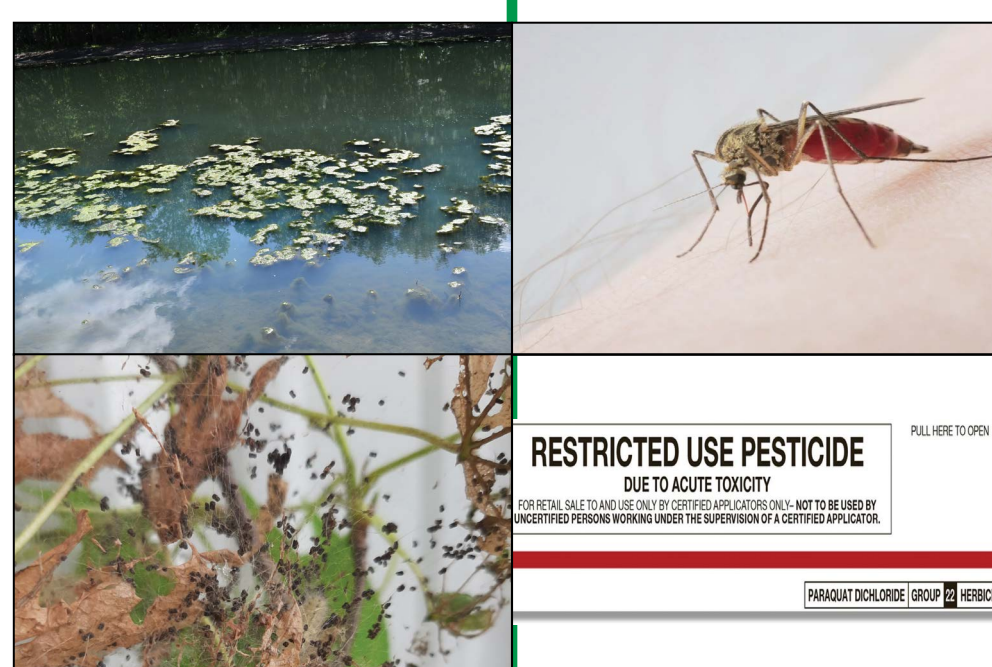 PULL HERE TO OPEN
RESTRICTED USE PESTICIDE
DUE TO ACUTE TOXICITY
FOR RETAIL SALE TO AND USE ONLY BY CERTIFIED APPLICATORS ONLY– NOT TO BE USED BY
UNCERTIFIED PERSONS WORKING UNDER THE SUPERVISION OF A CERTIFIED APPLICATOR.
PARAQUAT DICHLORIDE GROUP 22